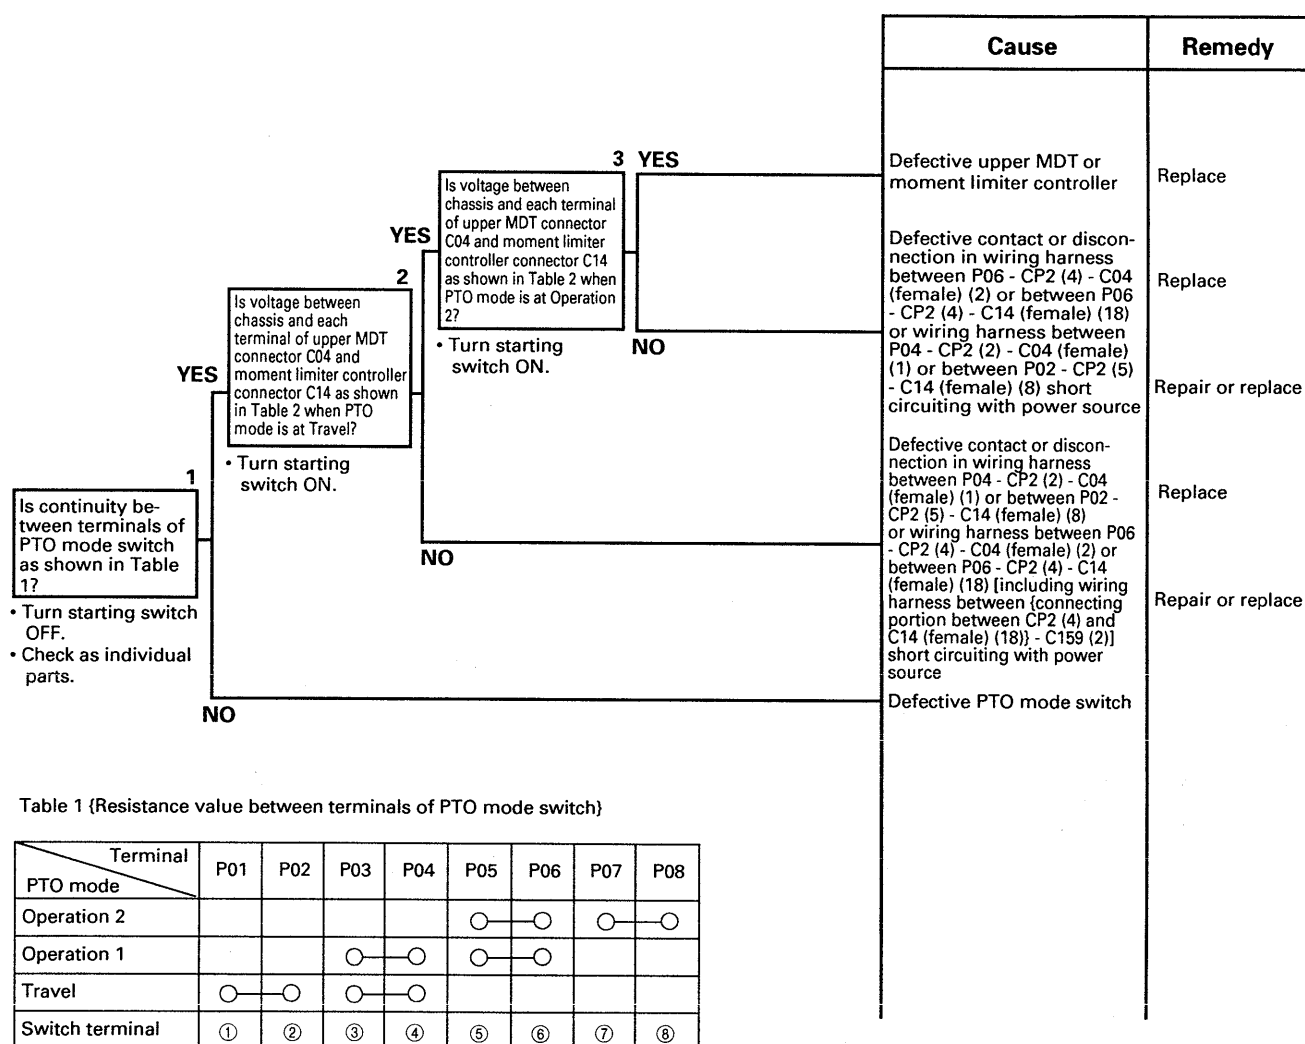 Cause
Remedy
3 YES
Is voltage between
chassis and each terminal
of upper MDT connector
C04 and moment limiter
controller connector C14
as shown in Table 2 when
PTO mode is at Operation
2?
• Turn starting
switch ON.
NO
Defective upper MDT or
moment limiter controller
Replace
Defective contact or discon-
nection in wiring harness
between P06 - CP2 (4) - C04
(female) (2) or between P06
- CP2 (4) - C14 (female) (18)
or wiring harness between
P04 - CP2 (2) - C04 (female)
(1) or between P02 - CP2 (5)
- C14 (female) (8) short
circuiting with power source
Replace
Repair or replace
YES
2
Is voltage between
chassis and each
terminal of upper MDT
connector C04 and
moment limiter controller
connector C14 as shown
in Table 2 when PTO
mode is at Travel?
• Turn starting
switch ON.
NO
Defective contact or discon-
nection in wiring harness
between P04 - CP2 (2) - C04
(female) (1) or between P02 -
CP2 (5) - C14 (female) (8)
or wiring harness between P06
- CP2 (4) - C04 (female) (2) or
between P06 - CP2 (4) - C14
(female) (18) [including wiring
harness between {connecting
portion between CP2 (4) and
C14 (female) (18)} - C159 (2)]
short circuiting with power
source
Replace
Repair or replace
YES
1
Is continuity be-
tween terminals of
PTO mode switch
as shown in Table
1?
• Turn starting switch
OFF.
• Check as individual
parts.
NO
Defective PTO mode switch
Table 1 {Resistance value between terminals of PTO mode switch}
Terminal
PTO mode
P01 P02 P03 P04 P05 P06 P07 P08
Operation 2
Operation 1
Travel
Switch terminal ① ② ③ ④ ⑤ ⑥ ⑦ ⑧